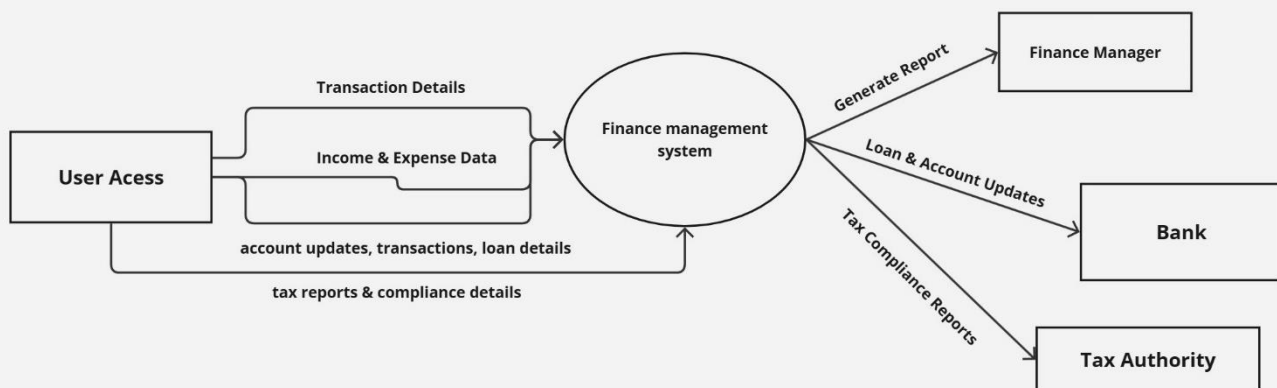 Transaction Details
Income & Expense Data
User Acess
account updates, transactions, loan details
tax reports & compliance details
Finance management
system
Generate Report
Loan & Account Updates
Tax Compliance Reports
Finance Manager
Bank
Tax Authority